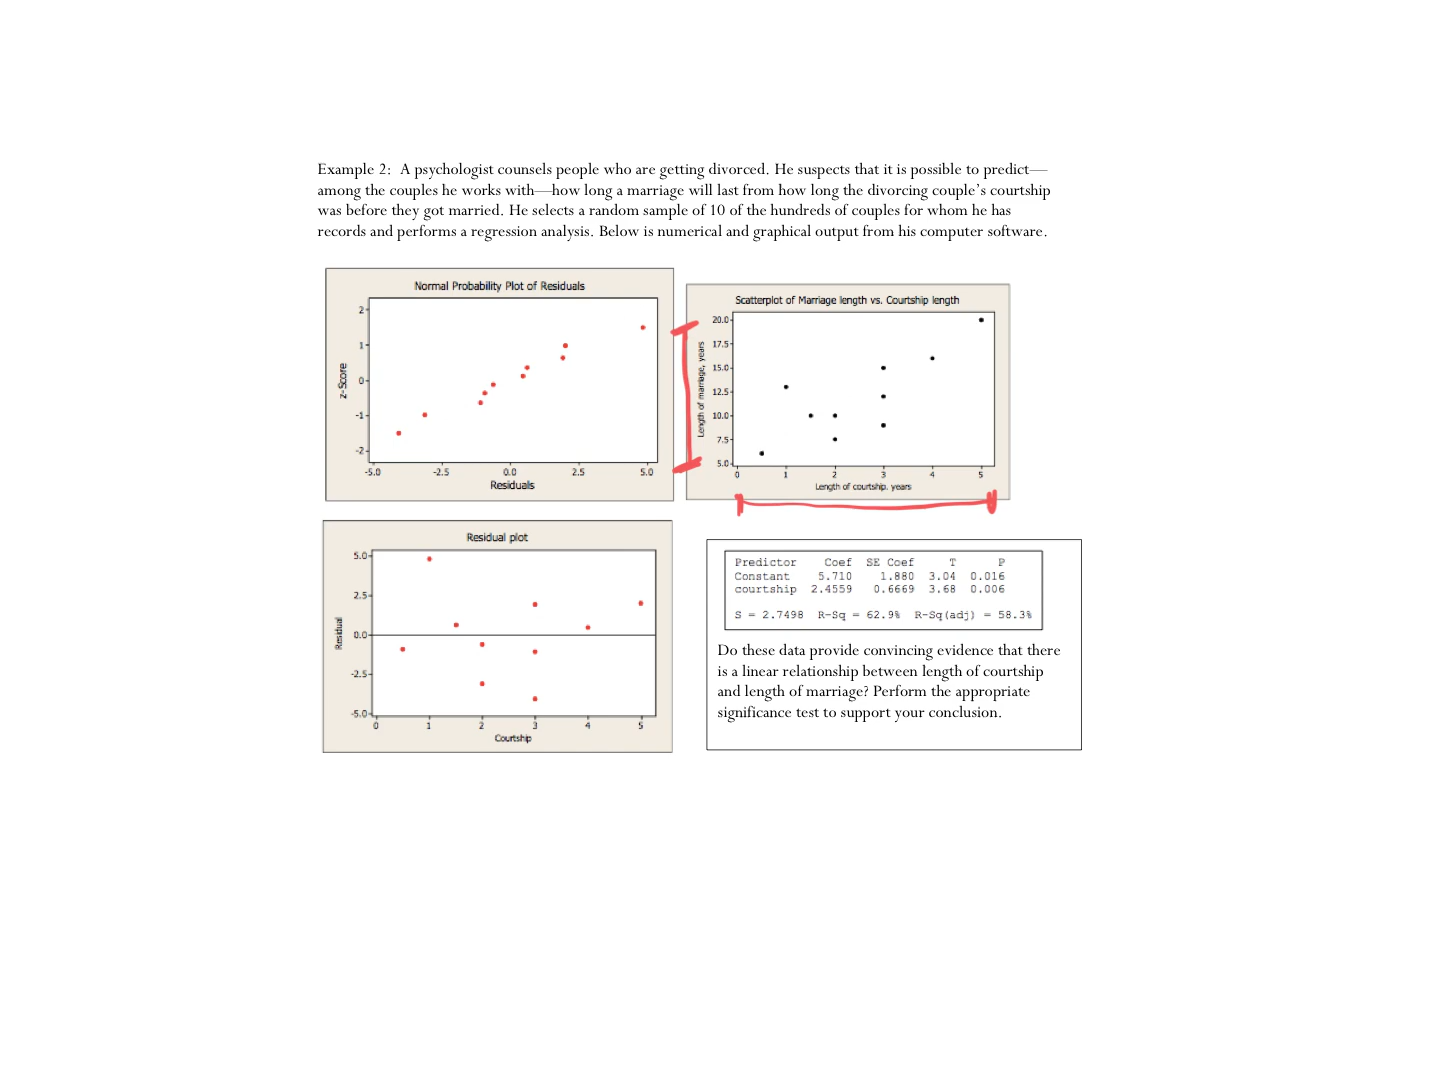 Example 2:  A psychologist counsels people who are getting divorced. He suspects that it is possible to predict—
among the couples he works with—how long a marriage will last from how long the divorcing couple's courtship
was before they got married. He selects a random sample of 10 of the hundreds of couples for whom he has
records and performs a regression analysis. Below is numerical and graphical output from his computer software.
Normal Probability Plot of Residuals
2
1
0
-1
-2
z-Score
-5.0 -2.5 0.0 2.5 5.0
Residuals
Scatterplot of Marriage length vs. Courtship length
20.0
17.5
15.0
12.5
10.0
7.5
5.0
Length of marriage, years
0 1 2 3 4 5
Length of courtship, years
Residual plot
5.0
2.5
0.0
-2.5
-5.0
Residual
0 1 2 3 4 5
Courtship
Predictor Coef SE Coef T P
Constant 5.710 1.880 3.04 0.016
courtship 2.4559 0.6669 3.68 0.006
S = 2.7498 R-Sq = 62.9% R-Sq(adj) = 58.3%
Do these data provide convincing evidence that there
is a linear relationship between length of courtship
and length of marriage? Perform the appropriate
significance test to support your conclusion.